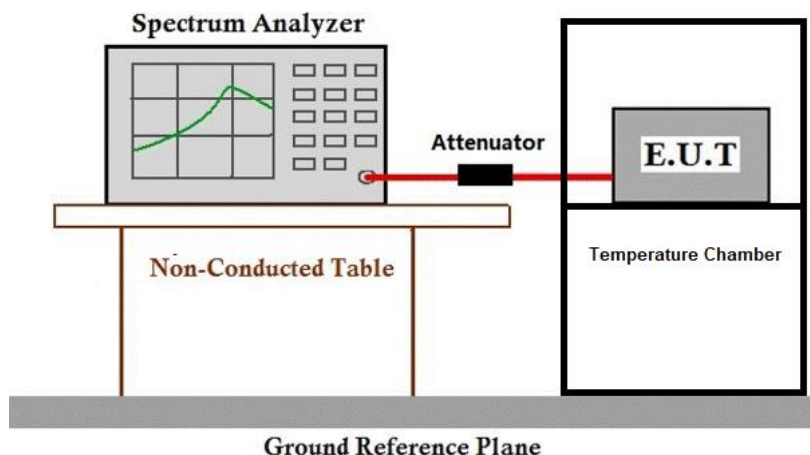 Spectrum Analyzer
Attenuator
E.U.T
Non-Conducted Table
Temperature Chamber
Ground Reference Plane